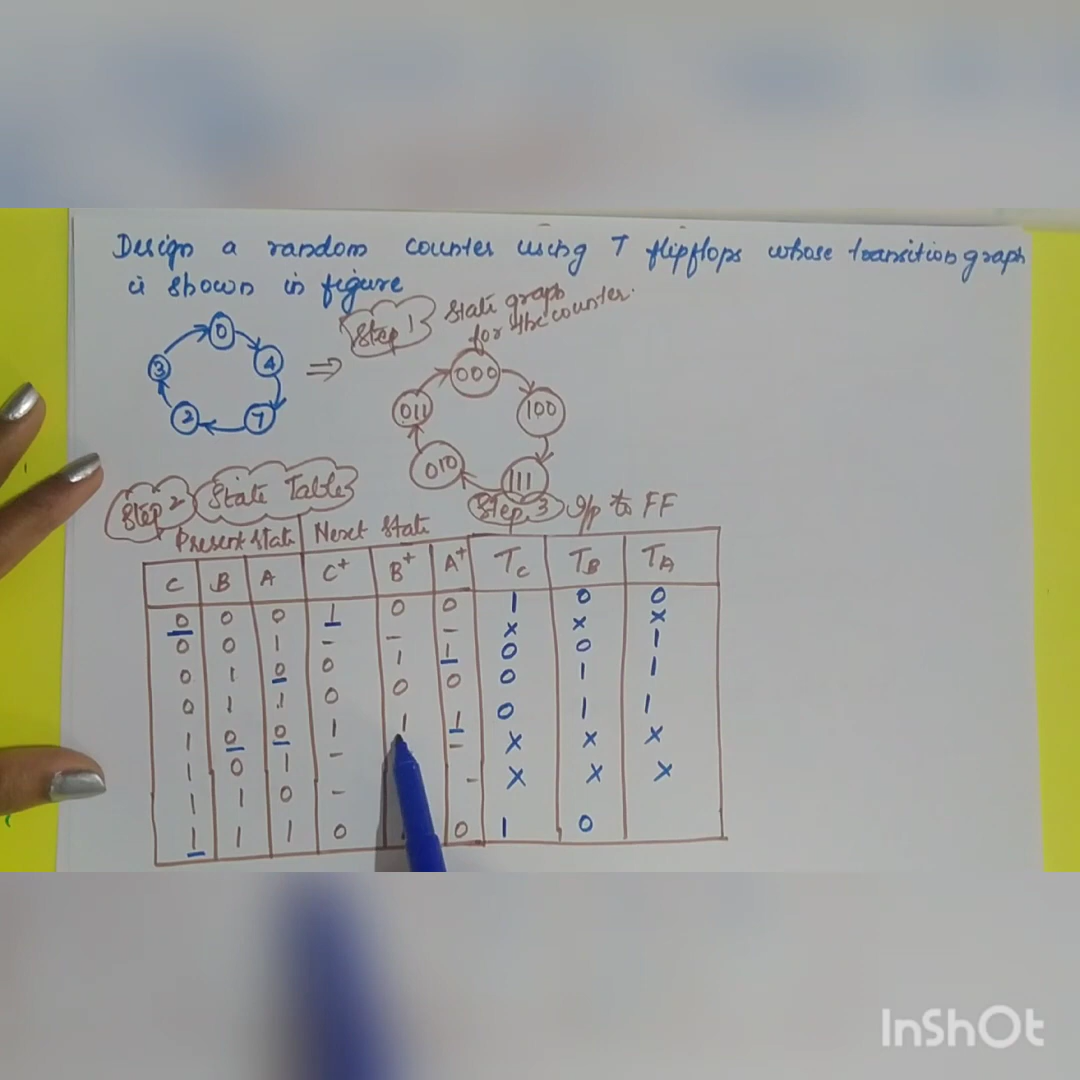 Design a random counter using T flipflops whose transition graph
is shown in figure
Step 1 State graph
for the counter.
0
3 4
2 7
⇒
000
011 100
010 111
Step 2 State Table
Step 3 I/p to FF
Present state Next State
C B A C+ B+ A+ TC TB TA
0 0 0 1 0 0 1 0 0
0 0 1 - - - X X X
0 1 0 0 1 1 0 0 1
0 1 1 0 0 0 0 1 1
1 0 0 1 1 1 0 1 1
1 0 1 - - X X X
1 1 0 - - X X X
1 1 1 0 1 0 1 0
InShOt